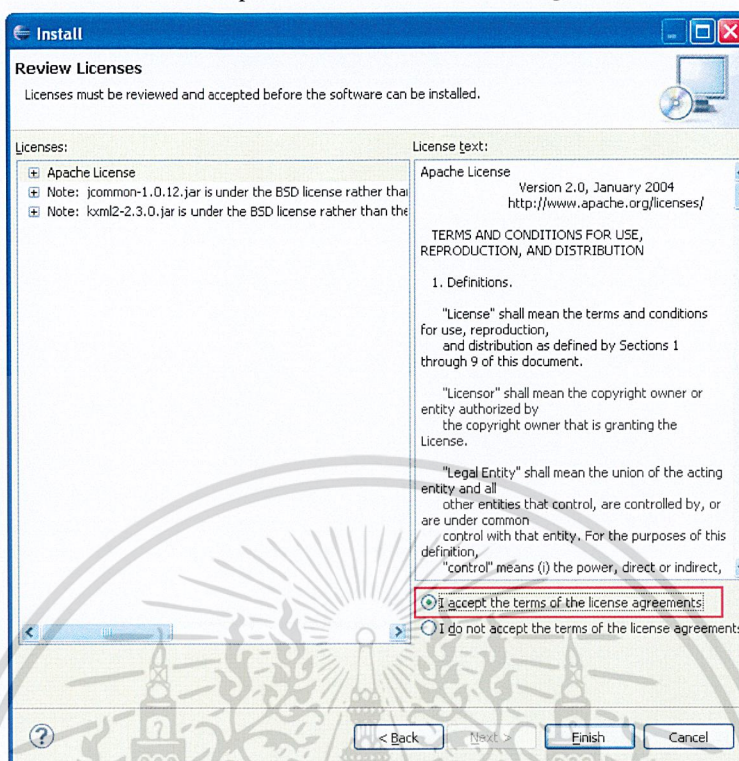 Install
Review Licenses
Licenses must be reviewed and accepted before the software can be installed.
Licenses:
Apache License
Note: jcommon-1.0.12.jar is under the BSD license rather than
Note: kxml2-2.3.0.jar is under the BSD license rather than the
License text:
Apache License
Version 2.0, January 2004
http://www.apache.org/licenses/
TERMS AND CONDITIONS FOR USE,
REPRODUCTION, AND DISTRIBUTION
1. Definitions.
"License" shall mean the terms and conditions
for use, reproduction,
and distribution as defined by Sections 1
through 9 of this document.
"Licensor" shall mean the copyright owner or
entity authorized by
the copyright owner that is granting the
License.
"Legal Entity" shall mean the union of the acting
entity and all
other entities that control, are controlled by, or
are under common
control with that entity. For the purposes of this
definition,
"control" means (i) the power, direct or indirect,
I accept the terms of the license agreements
I do not accept the terms of the license agreements
< Back
Next >
Finish
Cancel